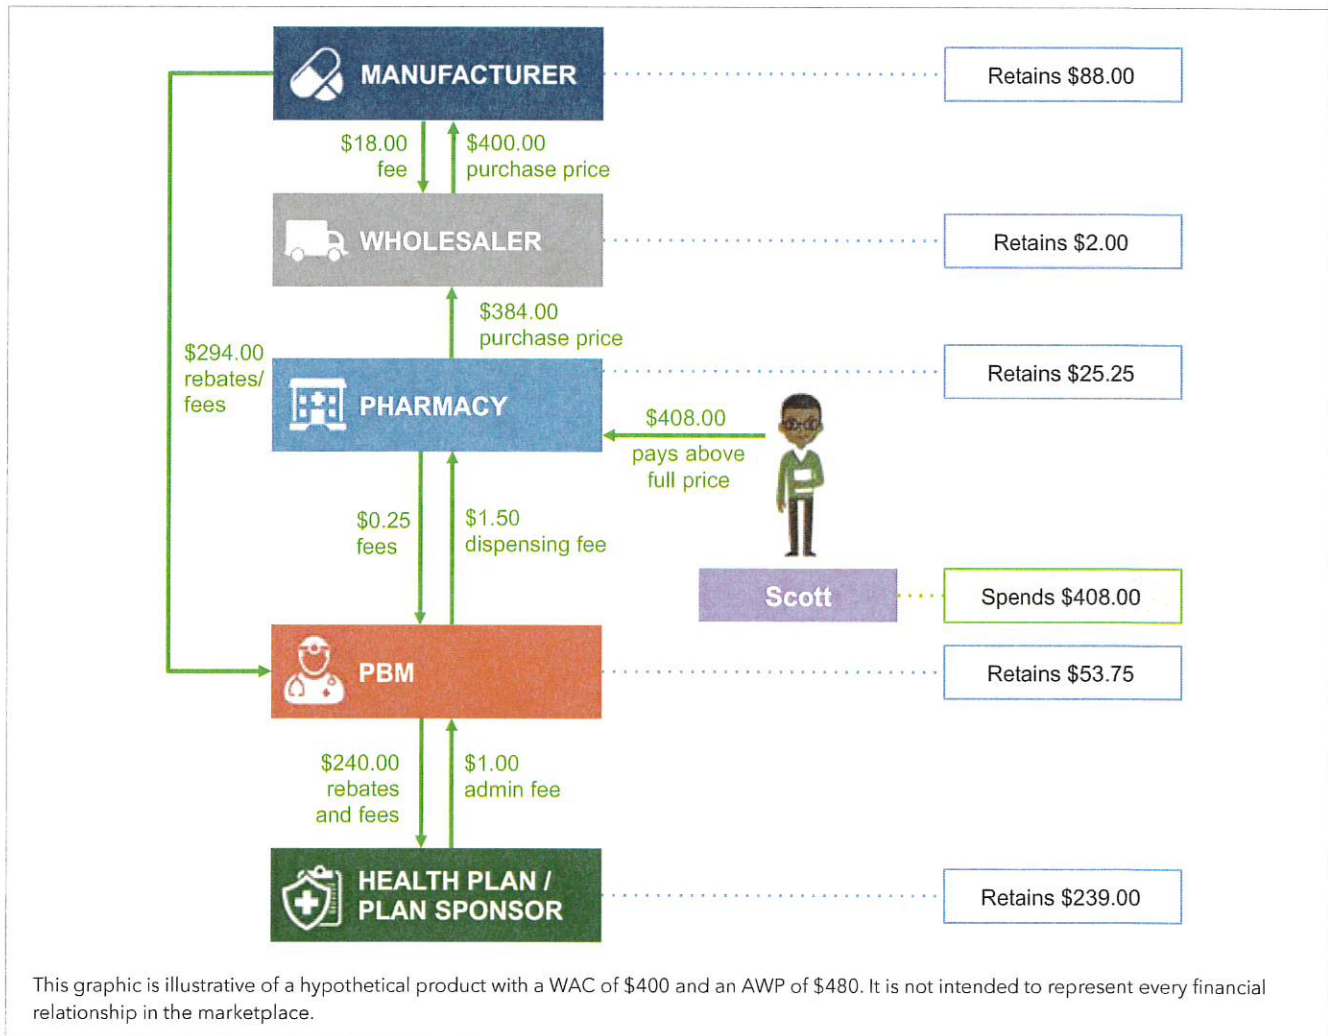 MANUFACTURER
Retains $88.00
$18.00
fee
$400.00
purchase price
WHOLESALER
Retains $2.00
$384.00
purchase price
$294.00
rebates/
fees
PHARMACY
Retains $25.25
$408.00
pays above
full price
$0.25
fees
$1.50
dispensing fee
Scott
Spends $408.00
PBM
Retains $53.75
$240.00
rebates
and fees
$1.00
admin fee
HEALTH PLAN /
PLAN SPONSOR
Retains $239.00
This graphic is illustrative of a hypothetical product with a WAC of $400 and an AWP of $480. It is not intended to represent every financial
relationship in the marketplace.